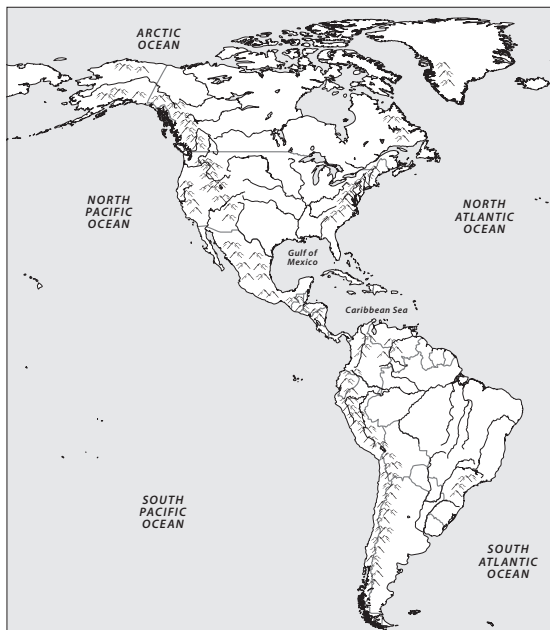 ARCTIC
OCEAN
NORTH
PACIFIC
OCEAN
NORTH
ATLANTIC
OCEAN
Gulf of
Mexico
Caribbean Sea
SOUTH
PACIFIC
OCEAN
SOUTH
ATLANTIC
OCEAN